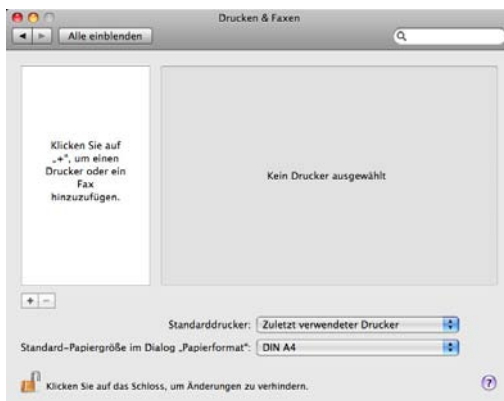 Drucken & Faxen
Alle einblenden
Klicken Sie auf
„+“, um einen
Drucker oder ein
Fax
hinzuzufügen.
Kein Drucker ausgewählt
+ −
Standarddrucker: Zuletzt verwendeter Drucker
Standard-Papiergröße im Dialog „Papierformat“: DIN A4
Klicken Sie auf das Schloss, um Änderungen zu verhindern.
?